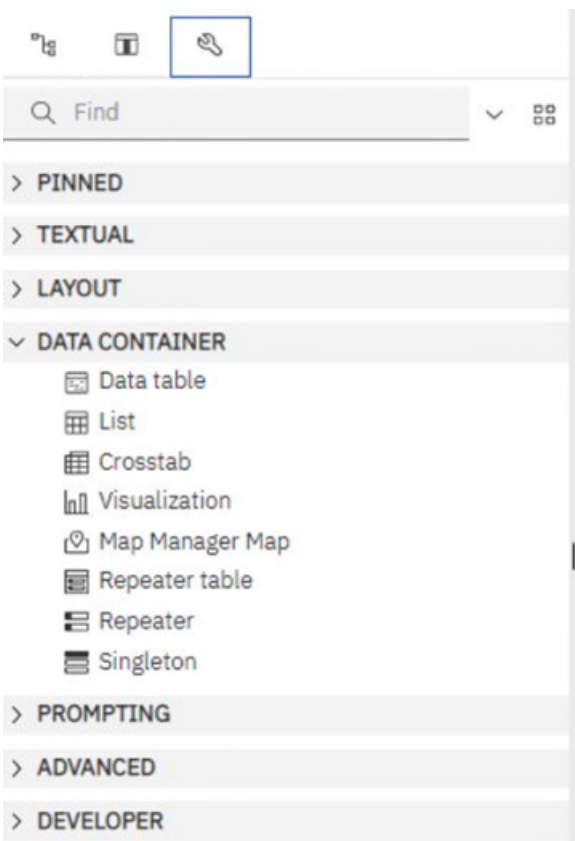 Find
PINNED
TEXTUAL
LAYOUT
DATA CONTAINER
Data table
List
Crosstab
Visualization
Map Manager Map
Repeater table
Repeater
Singleton
PROMPTING
ADVANCED
DEVELOPER